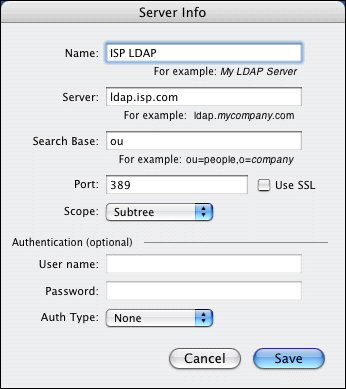 Server Info
Name: ISP LDAP
For example: My LDAP Server
Server: ldap.isp.com
For example: ldap.mycompany.com
Search Base: ou
For example: ou=people,o=company
Port: 389 Use SSL
Scope: Subtree
Authentication (optional)
User name:
Password:
Auth Type: None
Cancel Save